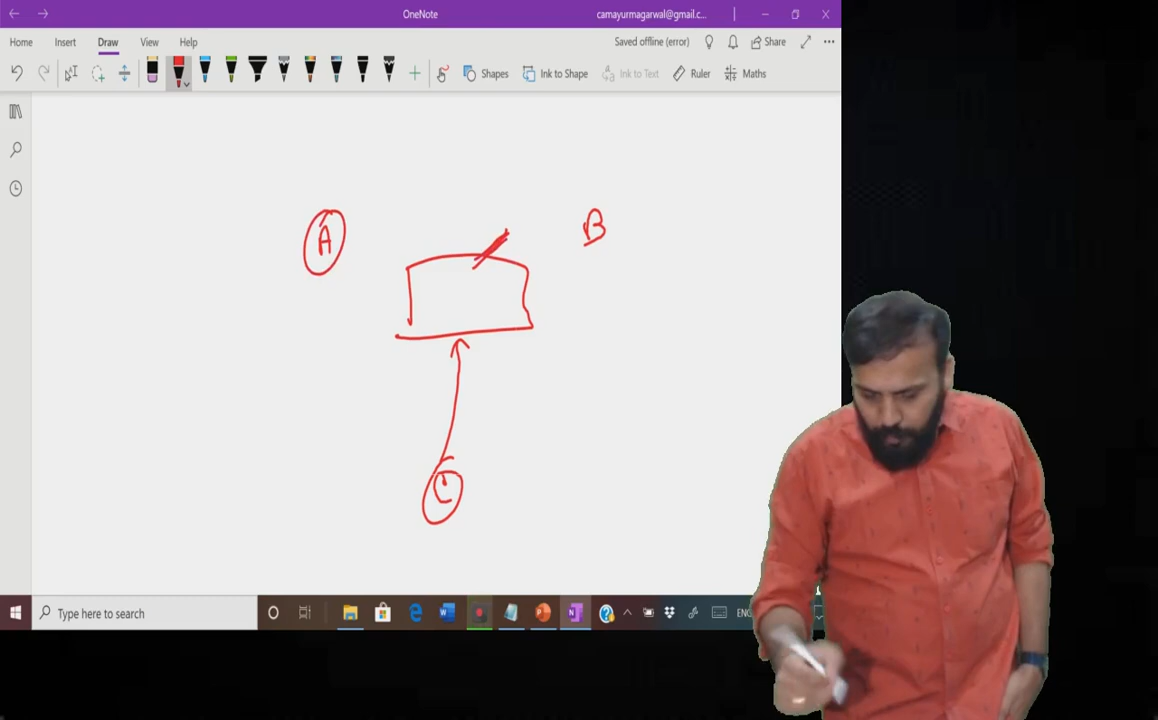 OneNote
camayurmagarwal@gmail.c...
Home Insert Draw View Help
Saved offline (error)
Share
Shapes
Ink to Shape
Ink to Text
Ruler
Maths
A
B
C
Type here to search
ENG